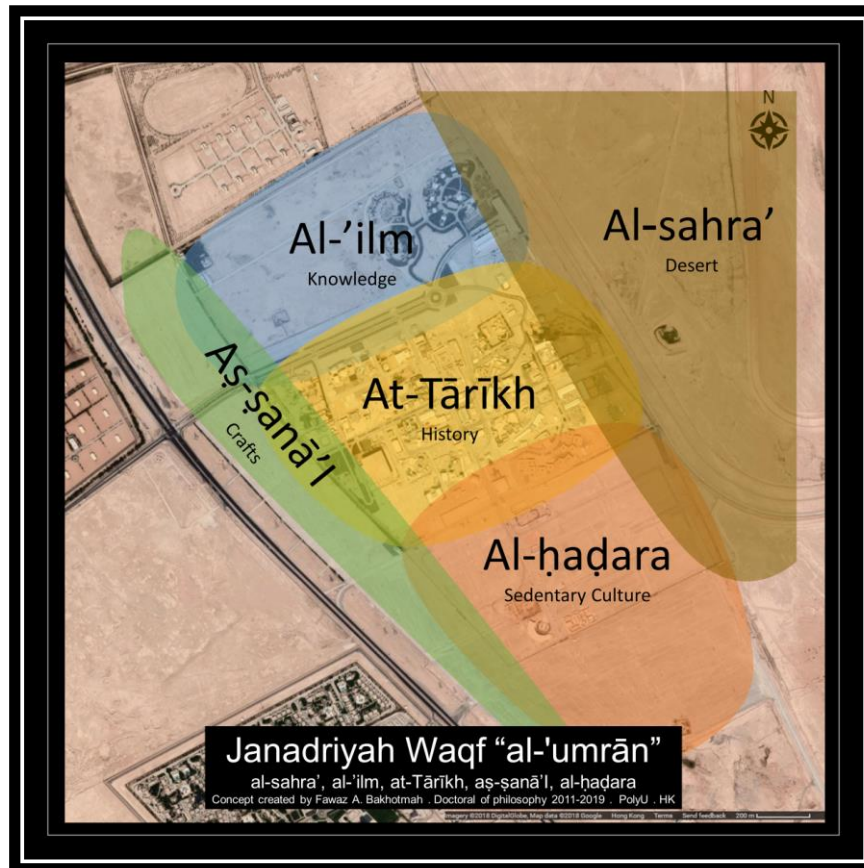 N
Al-’ilm
Knowledge
Al-sahra’
Desert
Aṣ-ṣanā’I
Crafts
At-Tārīkh
History
Al-ḥaḍara
Sedentary Culture
Janadriyah Waqf “al-'umrān”
al-sahra’, al-’ilm, at-Tārīkh, aṣ-ṣanā’I, al-ḥaḍara
Concept created by Fawaz A. Bakhotmah . Doctoral of philosophy 2011-2019 . PolyU . HK
Imagery ©2018 DigitalGlobe, Map data ©2018 Google Hong Kong Terms Send feedback 200 m